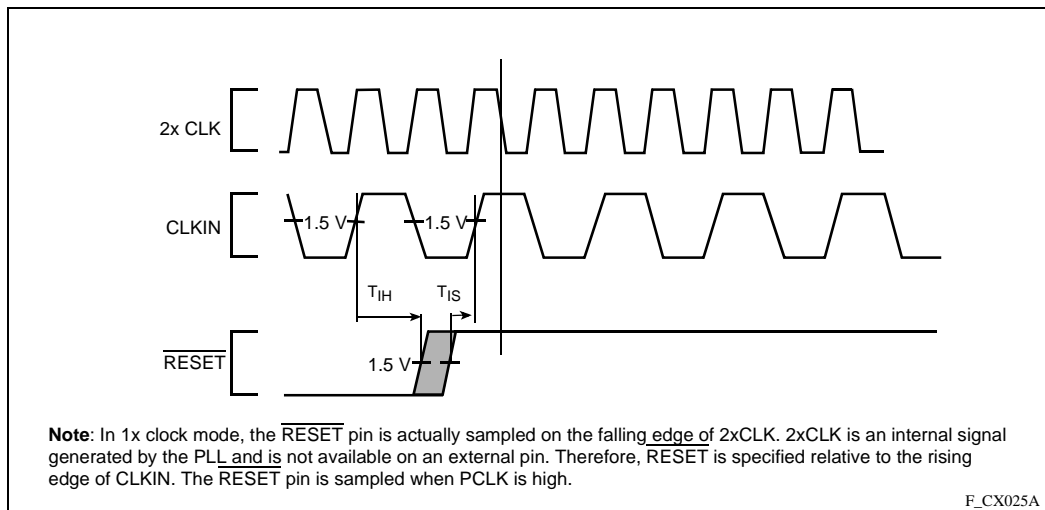 2x CLK
CLKIN
1.5 V
1.5 V
TIH
TIS
RESET
1.5 V
Note: In 1x clock mode, the RESET pin is actually sampled on the falling edge of 2xCLK. 2xCLK is an internal signal
generated by the PLL and is not available on an external pin. Therefore, RESET is specified relative to the rising
edge of CLKIN. The RESET pin is sampled when PCLK is high.
F_CX025A